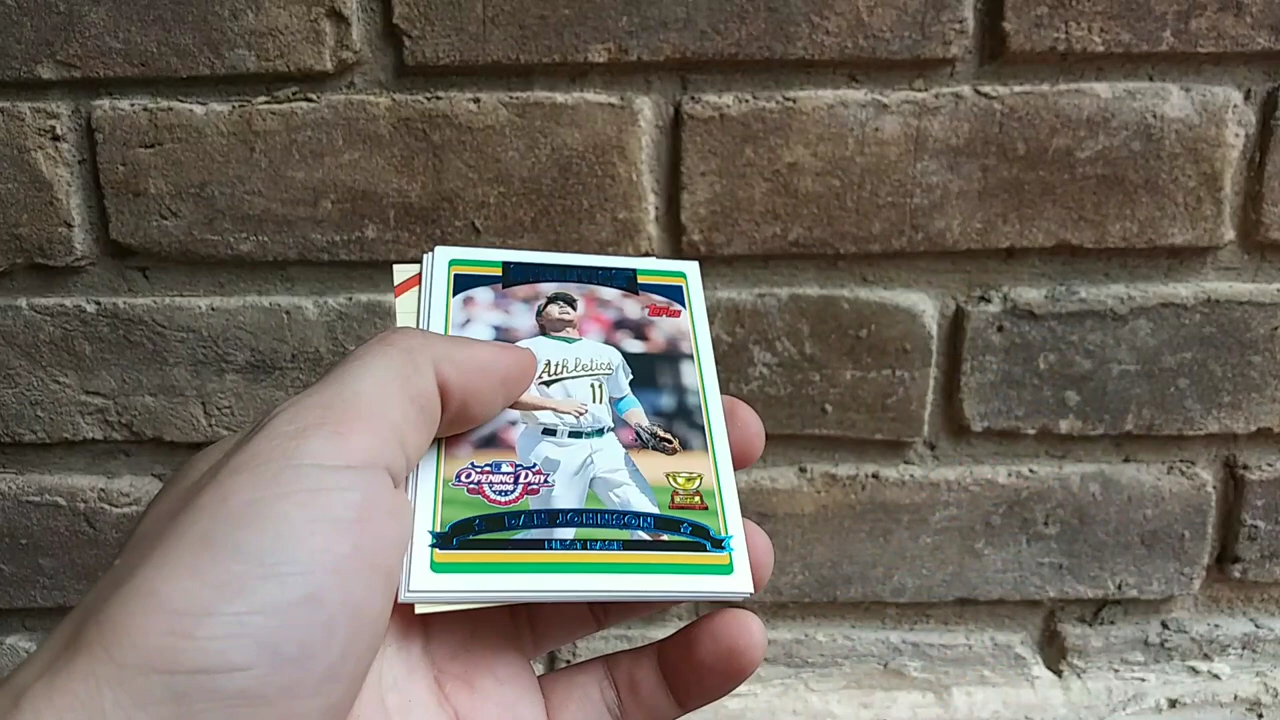 Topps
Athletics
11
OPENING DAY
2006
DAN JOHNSON
FIRST BASE